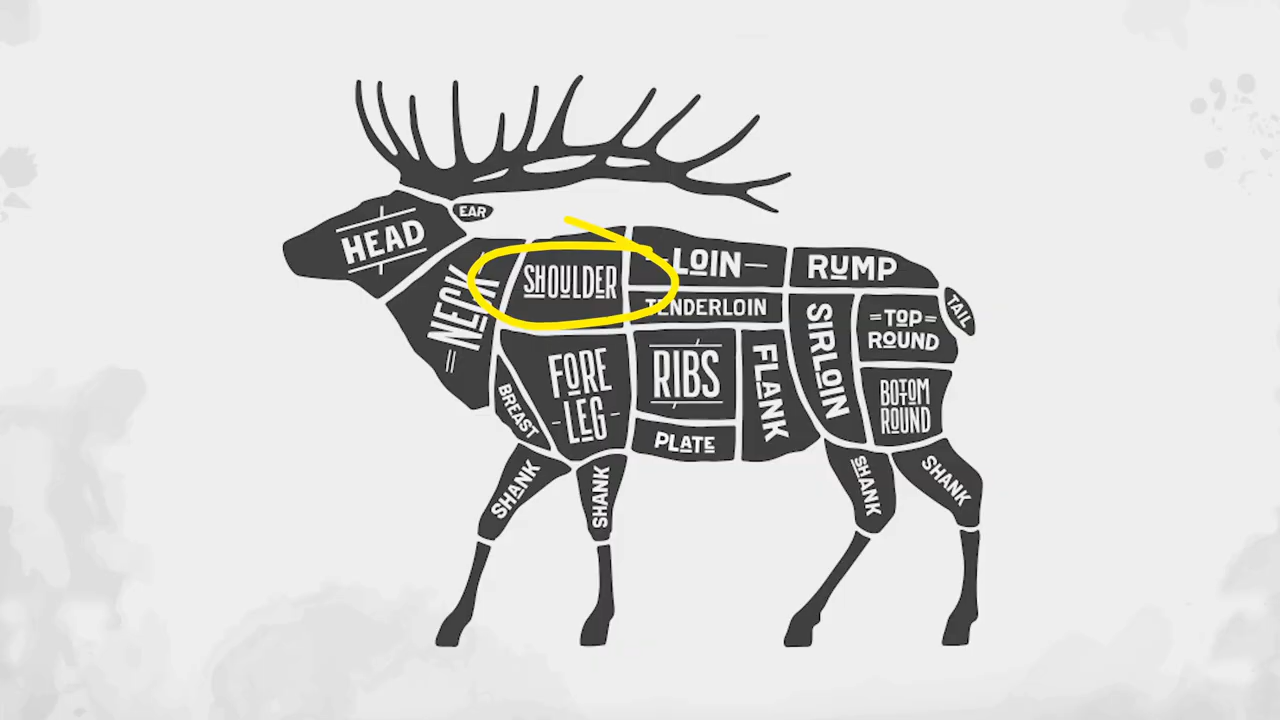 EAR
HEAD
NECK
SHOULDER
LOIN
RUMP
TENDERLOIN
TAIL
SIRLOIN
TOP
ROUND
FORE
LEG
RIBS
FLANK
BREAST
BOTTOM
ROUND
PLATE
SHANK
SHANK
SHANK
SHANK